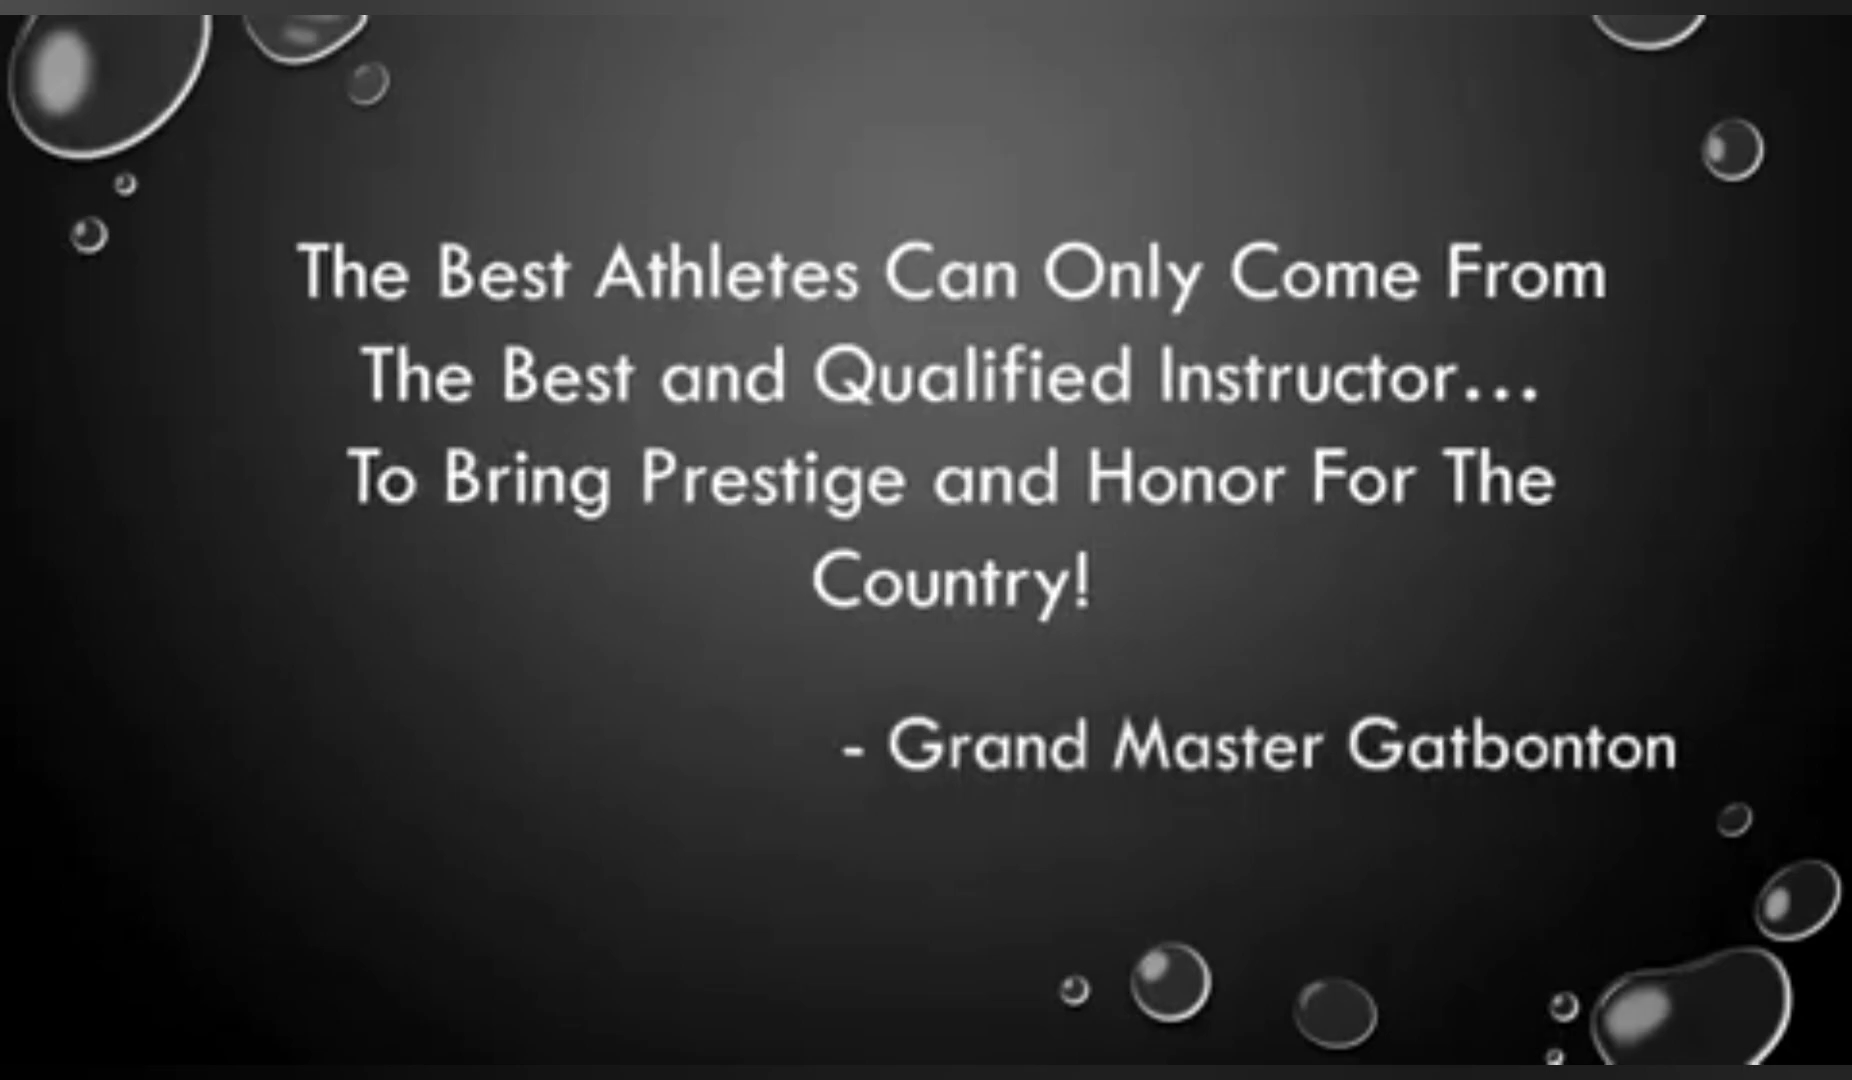 The Best Athletes Can Only Come From
The Best and Qualified Instructor...
To Bring Prestige and Honor For The
Country!
- Grand Master Gatbonton